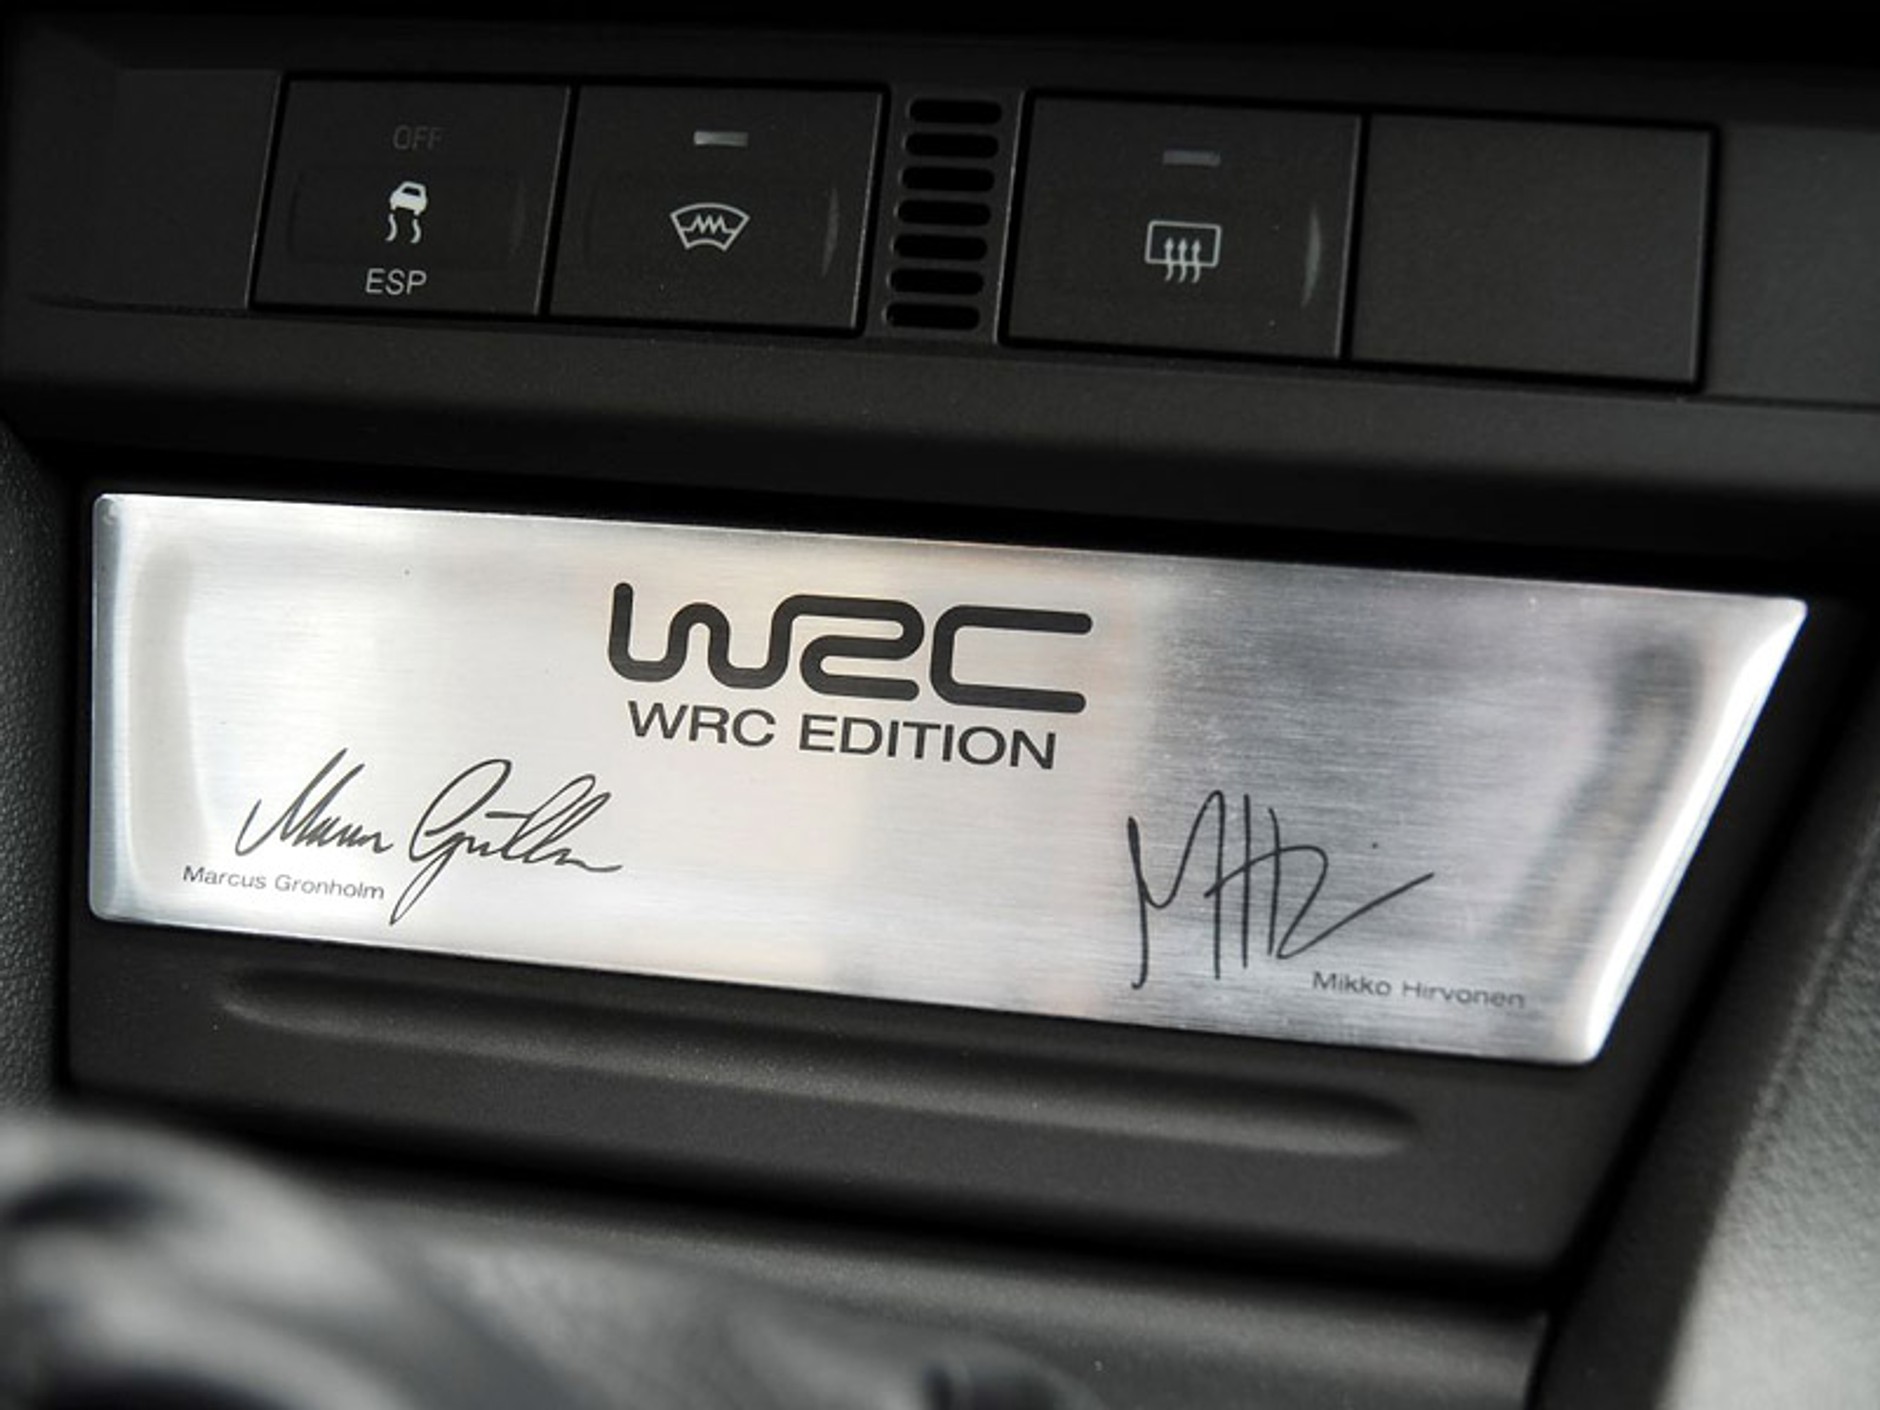 OFF
ESP
WRC
WRC EDITION
Marcus Gronholm
Mikko Hirvonen